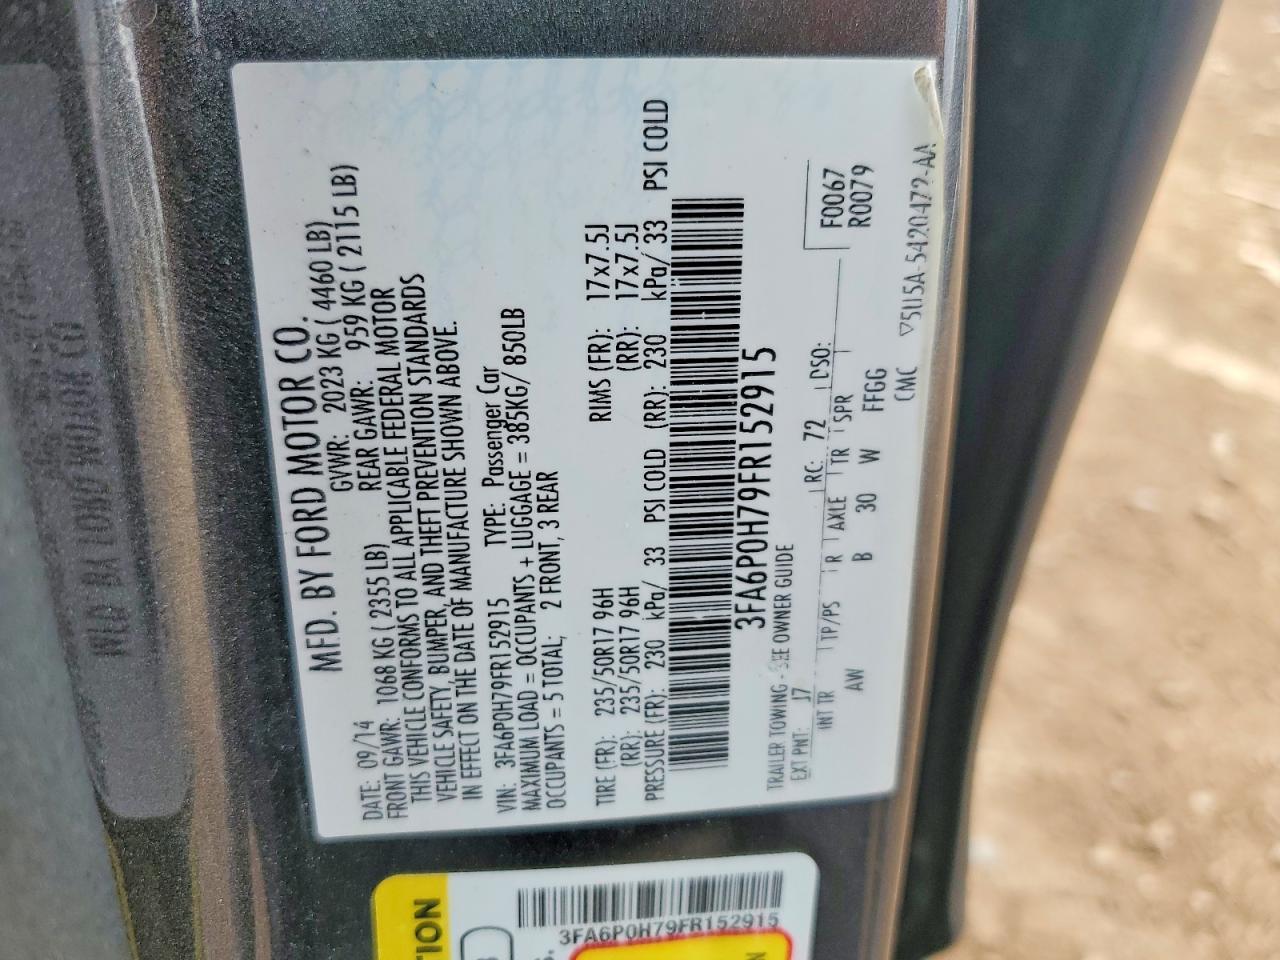 MFD. BY FORD MOTOR CO.
DATE: 09/14 GVWR: 2023 KG ( 4460 LB)
FRONT GAWR: 1068 KG ( 2355 LB) REAR GAWR: 959 KG ( 2115 LB)
THIS VEHICLE CONFORMS TO ALL APPLICABLE FEDERAL MOTOR
VEHICLE SAFETY, BUMPER, AND THEFT PREVENTION STANDARDS
IN EFFECT ON THE DATE OF MANUFACTURE SHOWN ABOVE.
VIN: 3FA6P0H79FR152915 TYPE: Passenger Car
MAXIMUM LOAD = OCCUPANTS + LUGGAGE = 385KG/ 850LB
OCCUPANTS = 5 TOTAL; 2 FRONT, 3 REAR
TIRE (FR): 235/50R17 96H RIMS (FR): 17x7.5J
(RR): 235/50R17 96H (RR): 17x7.5J
PRESSURE (FR): 230 kPa/ 33 PSI COLD (RR): 230 kPa/ 33 PSI COLD
3FA6P0H79FR152915
TRAILER TOWING - SEE OWNER GUIDE
EXT PNT: J7 RC: 72 DSO: F0067
R0079
INT TR TP/PS R AXLE TR SPR
AW B 30 W FFGG
CMC ▽5U5A-5420472-AA
3FA6P0H79FR152915